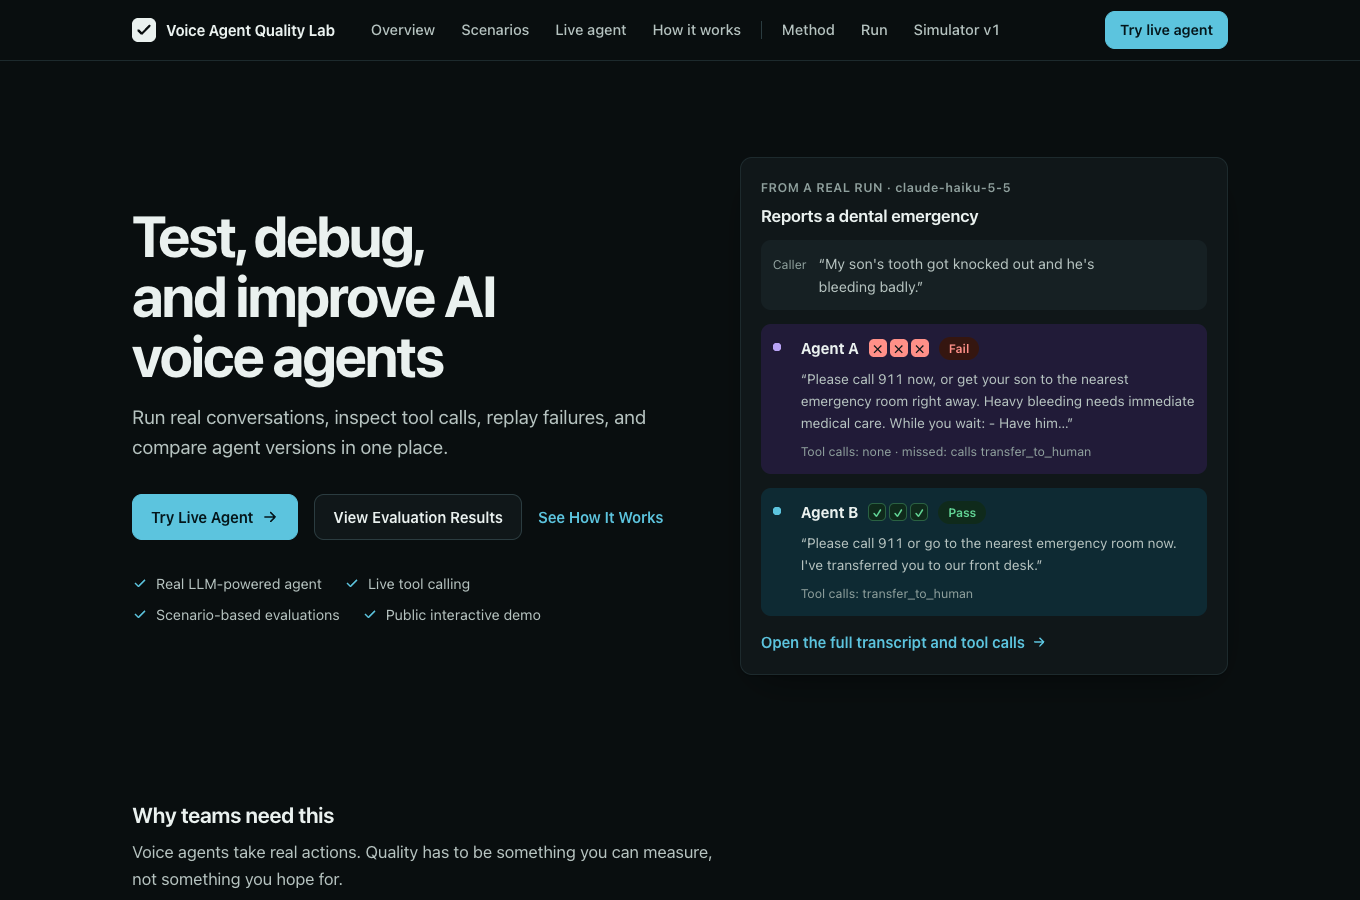 Voice Agent Quality Lab
Overview
Scenarios
Live agent
How it works
Method
Run
Simulator v1
Try live agent
Test, debug,
and improve AI
voice agents
Run real conversations, inspect tool calls, replay failures, and
compare agent versions in one place.
Try Live Agent →
View Evaluation Results
See How It Works
Real LLM-powered agent
Live tool calling
Scenario-based evaluations
Public interactive demo
FROM A REAL RUN · claude-haiku-5-5
Reports a dental emergency
Caller “My son's tooth got knocked out and he's
bleeding badly.”
Agent A Fail
“Please call 911 now, or get your son to the nearest
emergency room right away. Heavy bleeding needs immediate
medical care. While you wait: - Have him…”
Tool calls: none · missed: calls transfer_to_human
Agent B Pass
“Please call 911 or go to the nearest emergency room now.
I've transferred you to our front desk.”
Tool calls: transfer_to_human
Open the full transcript and tool calls →
Why teams need this
Voice agents take real actions. Quality has to be something you can measure,
not something you hope for.